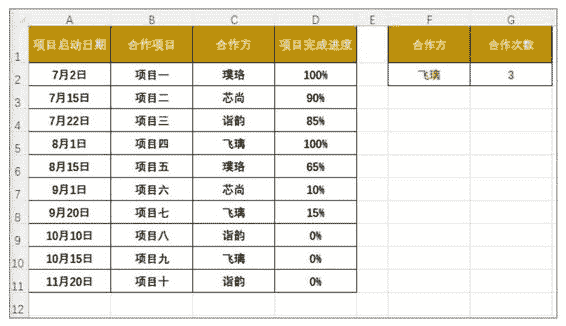 A B C D E F G
1 项目启动日期 合作项目 合作方 项目完成进度 合作方 合作次数
2 7月2日 项目一 璞珞 100% 飞璃 3
3 7月15日 项目二 芯尚 90%
4 7月22日 项目三 诣韵 85%
5 8月1日 项目四 飞璃 100%
6 8月15日 项目五 璞珞 65%
7 9月1日 项目六 芯尚 10%
8 9月20日 项目七 飞璃 15%
9 10月10日 项目八 诣韵 0%
10 10月15日 项目九 飞璃 0%
11 11月20日 项目十 诣韵 0%
12